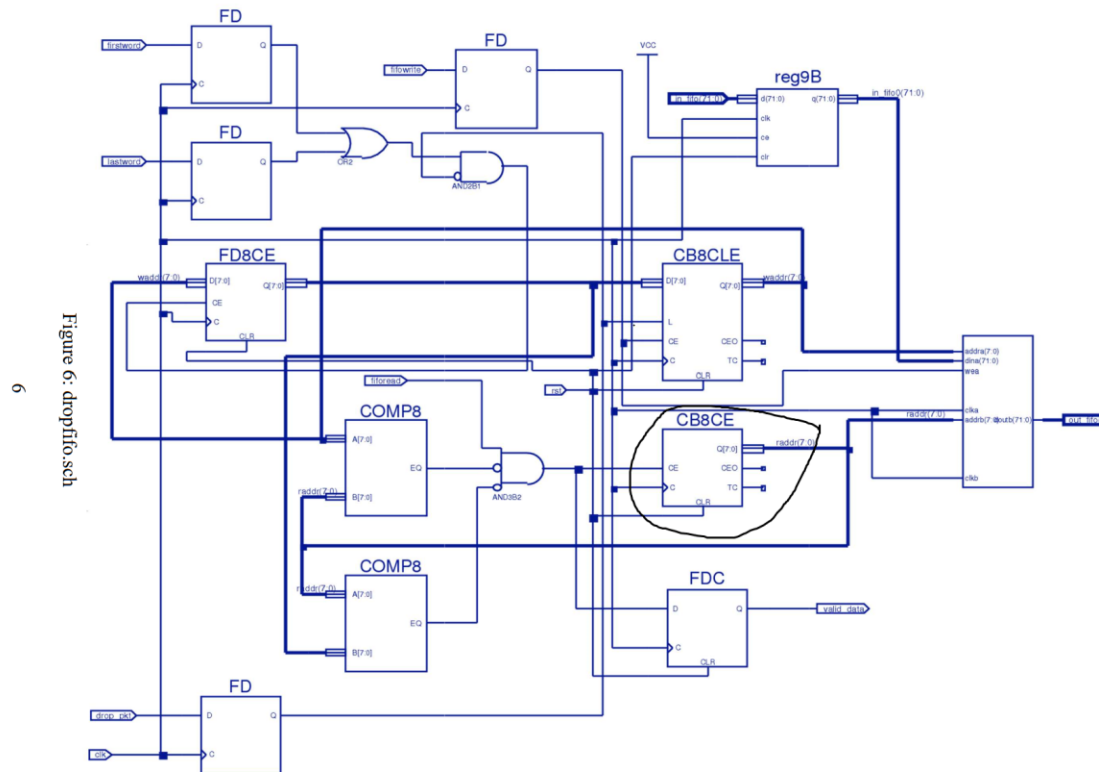 FD
firstword
D
Q
C
FD
fifowrite
D
Q
C
VCC
reg9B
in_fifo(71:0)
d(71:0)
q(71:0)
in_fifo0(71:0)
clk
ce
clr
FD
lastword
D
Q
C
OR2
AND2B1
FD8CE
waddr(7:0)
D[7:0]
Q[7:0]
CE
C
CLR
CB8CLE
D[7:0]
Q[7:0]
waddr(7:0)
L
CE
CEO
C
TC
CLR
rst
fiforead
COMP8
A[7:0]
EQ
raddr(7:0)
B[7:0]
AND3B2
CB8CE
Q[7:0]
raddr(7:0)
CE
CEO
C
TC
CLR
addra(7:0)
dina(71:0)
wea
clka
raddr(7:0)
doutb(71:0)
clkb
COMP8
raddr(7:0)
A[7:0]
EQ
B[7:0]
FDC
D
Q
valid_data
C
CLR
FD
drop_pkt
D
Q
clk
C
Figure 6: dropfifo.sch
6